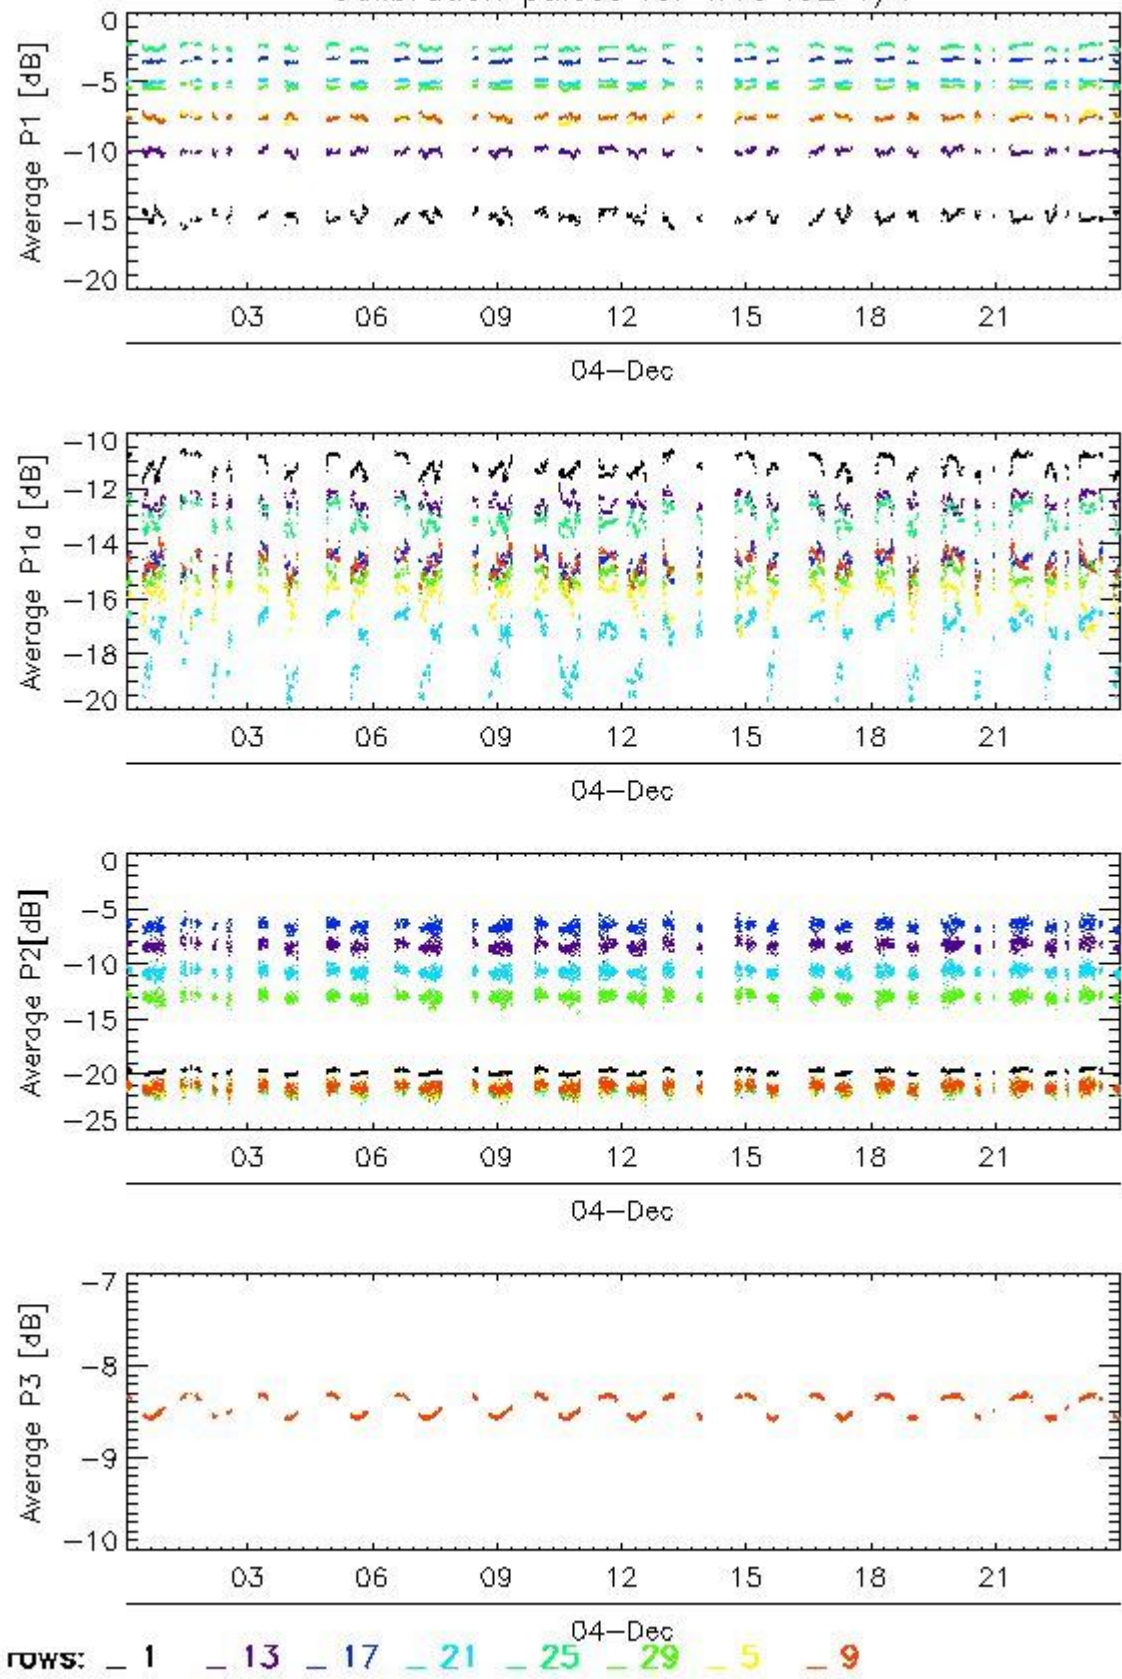 0
−5
−10
−15
−20
Average P1 [dB]
03 06 09 12 15 18 21
04−Dec
−10
−12
−14
−16
−18
−20
Average P1a [dB]
03 06 09 12 15 18 21
04−Dec
0
−5
−10
−15
−20
−25
Average P2[dB]
03 06 09 12 15 18 21
04−Dec
−7
−8
−9
−10
Average P3 [dB]
03 06 09 12 15 18 21
04−Dec
rows: _ 1 _ 13 _ 17 _ 21 _ 25 _ 29 _ 5 _ 9